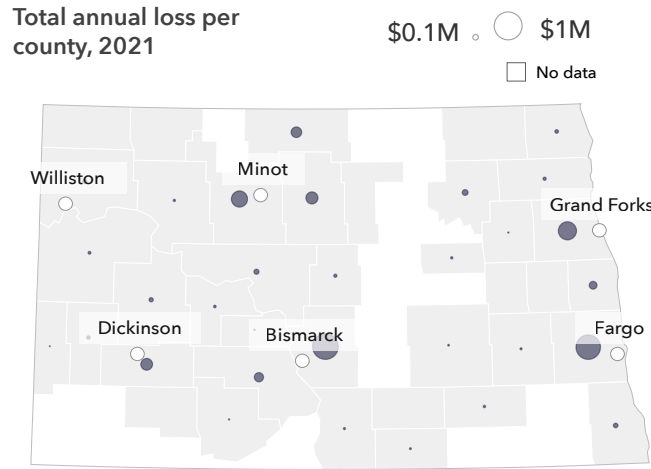 Total annual loss per
county, 2021
$0.1M $1M
No data
Williston
Minot
Grand Forks
Dickinson
Bismarck
Fargo